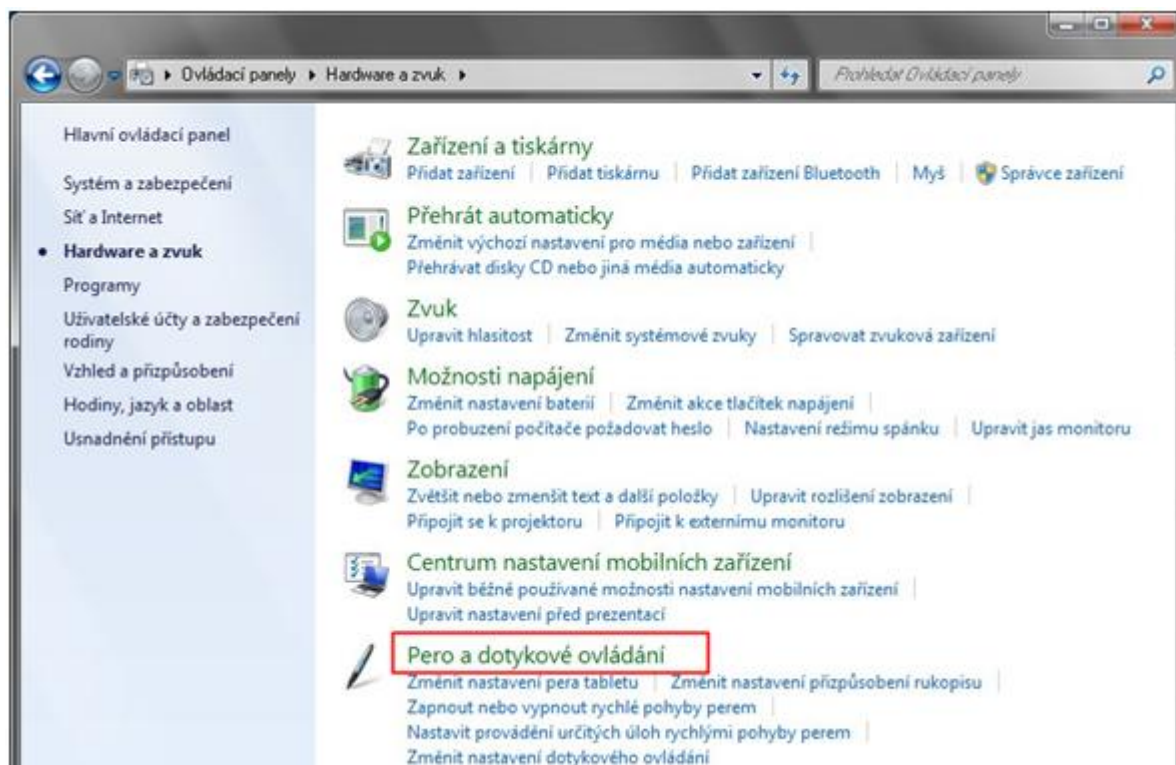 Ovládací panely Hardware a zvuk
Prohledat Ovládací panely
Hlavní ovládací panel
Systém a zabezpečení
Síť a Internet
Hardware a zvuk
Programy
Uživatelské účty a zabezpečení
rodiny
Vzhled a přizpůsobení
Hodiny, jazyk a oblast
Usnadnění přístupu
Zařízení a tiskárny
Přidat zařízení Přidat tiskárnu Přidat zařízení Bluetooth Myš Správce zařízení
Přehrát automaticky
Změnit výchozí nastavení pro média nebo zařízení
Přehrávat disky CD nebo jiná média automaticky
Zvuk
Upravit hlasitost Změnit systémové zvuky Spravovat zvuková zařízení
Možnosti napájení
Změnit nastavení baterií Změnit akce tlačítek napájení
Po probuzení počítače požadovat heslo Nastavení režimu spánku Upravit jas monitoru
Zobrazení
Zvětšit nebo zmenšit text a další položky Upravit rozlišení zobrazení
Připojit se k projektoru Připojit k externímu monitoru
Centrum nastavení mobilních zařízení
Upravit běžně používané možnosti nastavení mobilních zařízení
Upravit nastavení před prezentací
Pero a dotykové ovládání
Změnit nastavení pera tabletu Změnit nastavení přizpůsobení rukopisu
Zapnout nebo vypnout rychlé pohyby perem
Nastavit provádění určitých úloh rychlými pohyby perem
Změnit nastavení dotykového ovládání